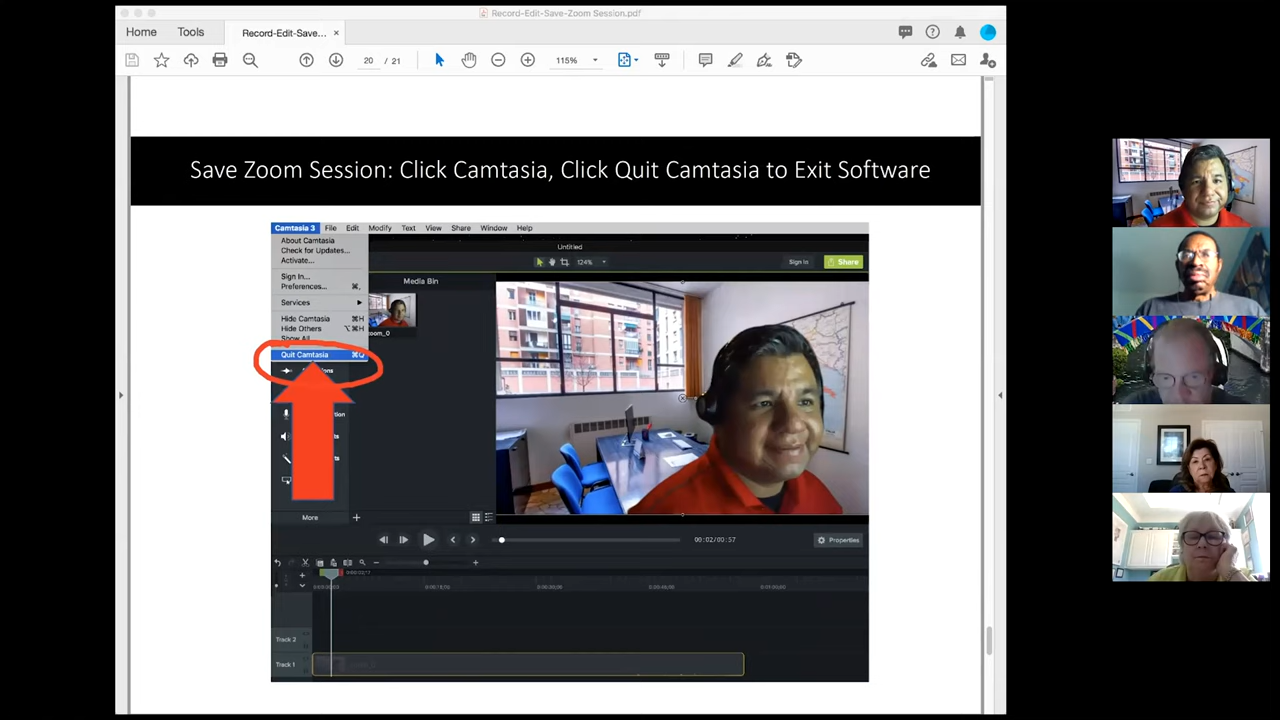 Record-Edit-Save-Zoom Session.pdf
Home Tools Record-Edit-Save... ×
20 / 21 115%
Save Zoom Session: Click Camtasia, Click Quit Camtasia to Exit Software
Camtasia 3 File Edit Modify Text View Share Window Help
About Camtasia
Check for Updates...
Activate...
Sign In...
Preferences... ⌘,
Services
Hide Camtasia ⌘H
Hide Others ⌥⌘H
Show All
Quit Camtasia ⌘Q
Untitled
124% Sign In Share
Media Bin
zoom_0
More +
00:02/00:57 Properties
Track 2
Track 1